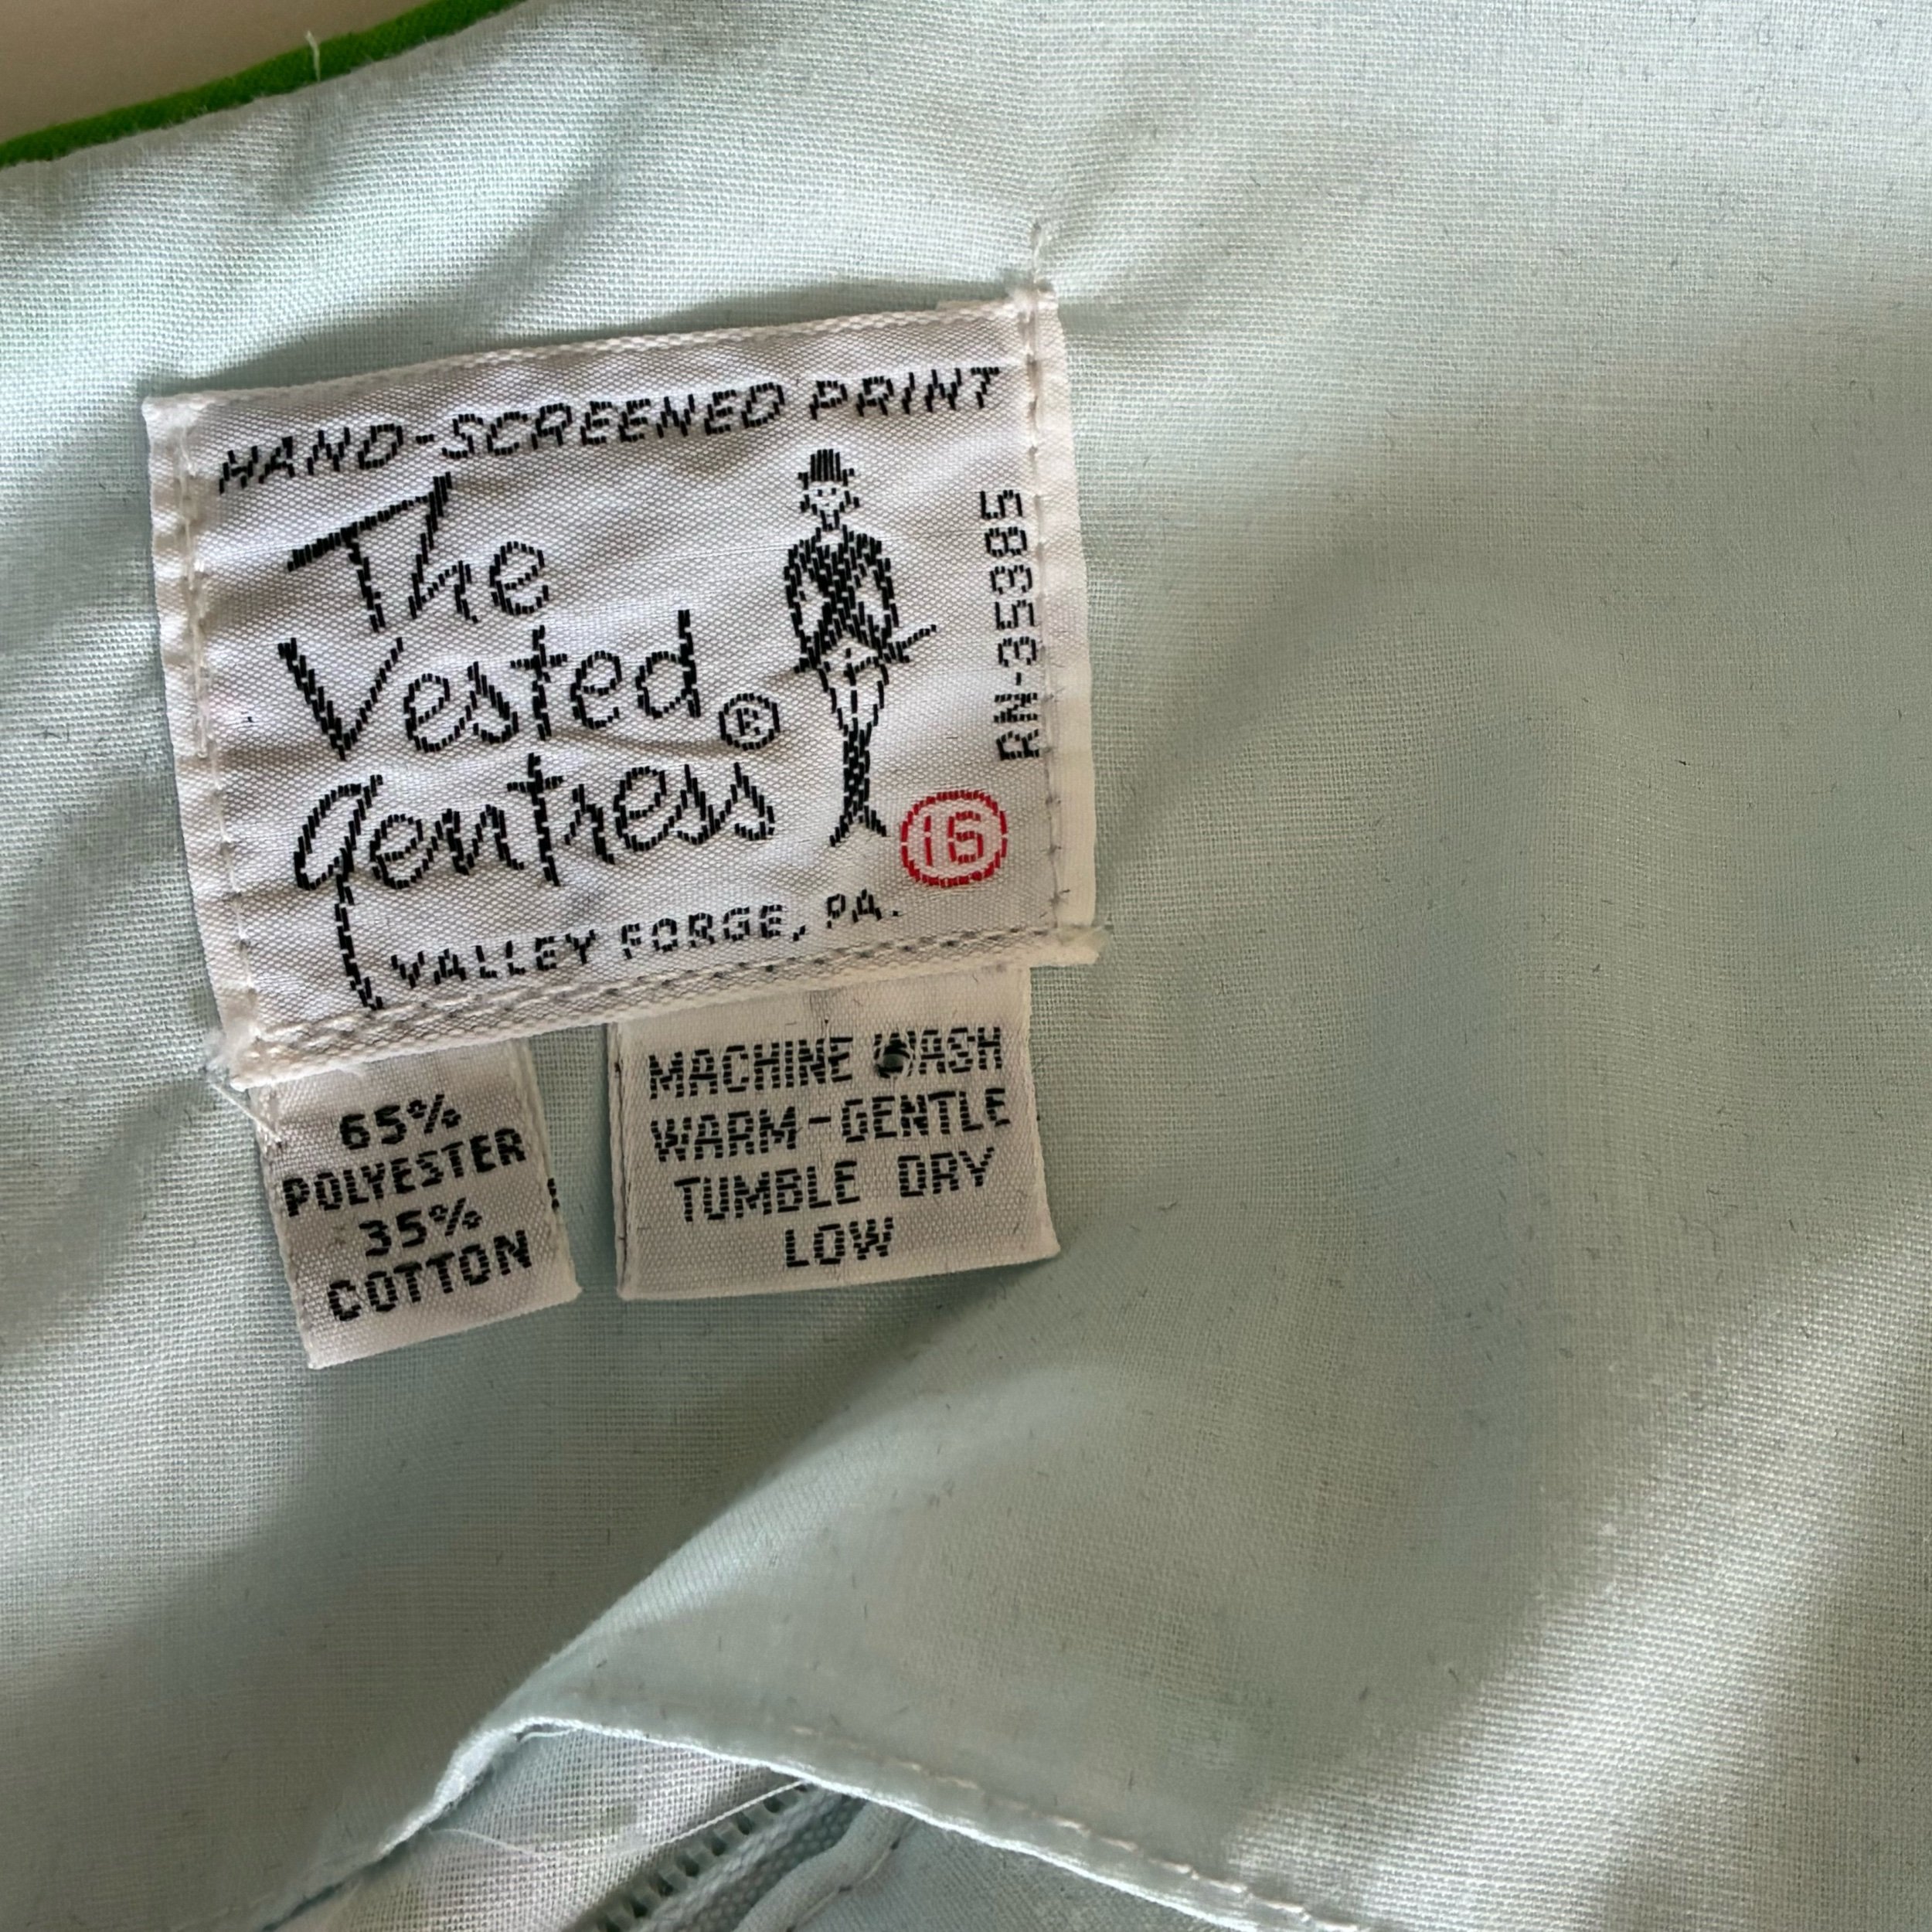 HAND-SCREENED PRINT
The
Vested®
gentress
RN-35385
16
VALLEY FORGE, PA.
65%
POLYESTER
35%
COTTON
MACHINE WASH
WARM-GENTLE
TUMBLE DRY
LOW